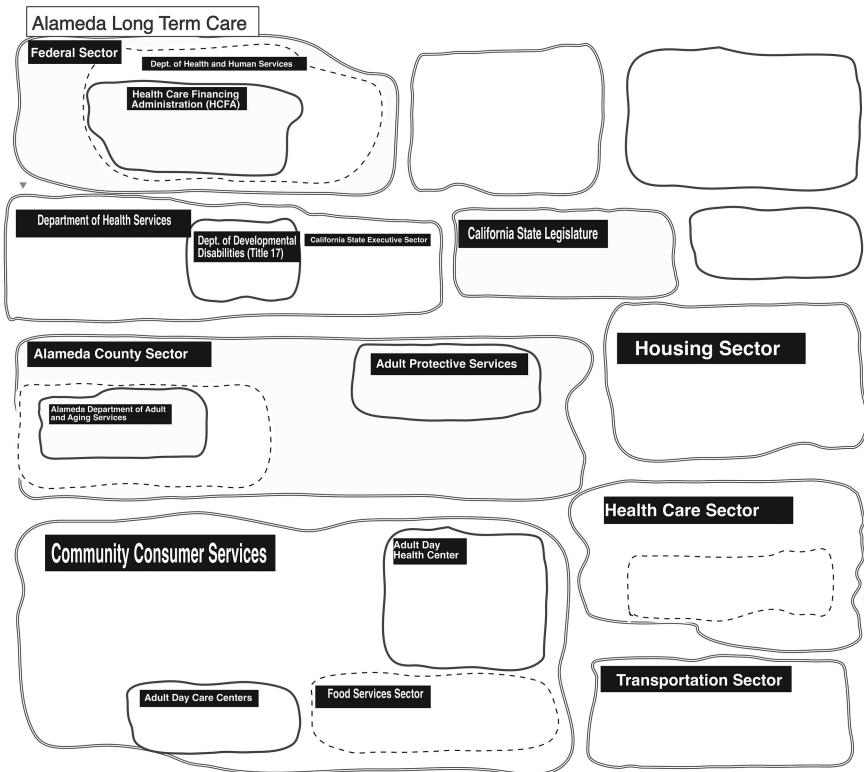 Alameda Long Term Care
Federal Sector
Dept. of Health and Human Services
Health Care Financing
Administration (HCFA)
Department of Health Services
Dept. of Developmental
Disabilities (Title 17)
California State Executive Sector
California State Legislature
Alameda County Sector
Adult Protective Services
Housing Sector
Alameda Department of Adult
and Aging Services
Health Care Sector
Community Consumer Services
Adult Day
Health Center
Transportation Sector
Adult Day Care Centers
Food Services Sector